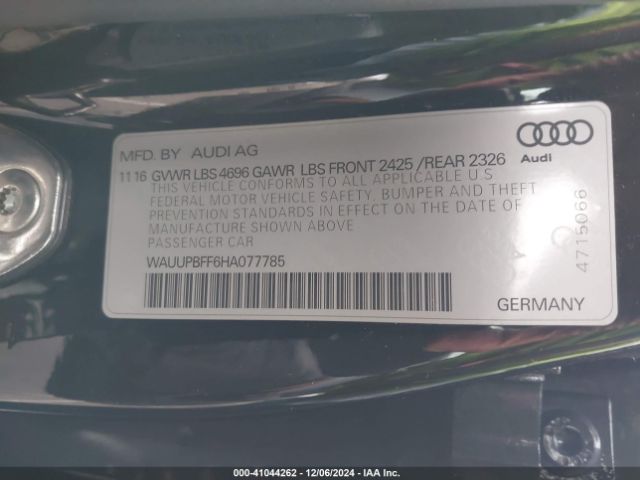 MFD. BY AUDI AG
11 16 GVWR LBS 4696 GAWR LBS FRONT 2425 /REAR 2326
THIS VEHICLE CONFORMS TO ALL APPLICABLE U S
FEDERAL MOTOR VEHICLE SAFETY, BUMPER AND THEFT
PREVENTION STANDARDS IN EFFECT ON THE DATE OF
MANUFACTURE SHOWN ABOVE
PASSENGER CAR
WAUUPBFF6HA077785
Audi
4715066
GERMANY
000-41044262 - 12/06/2024 - IAAI.com